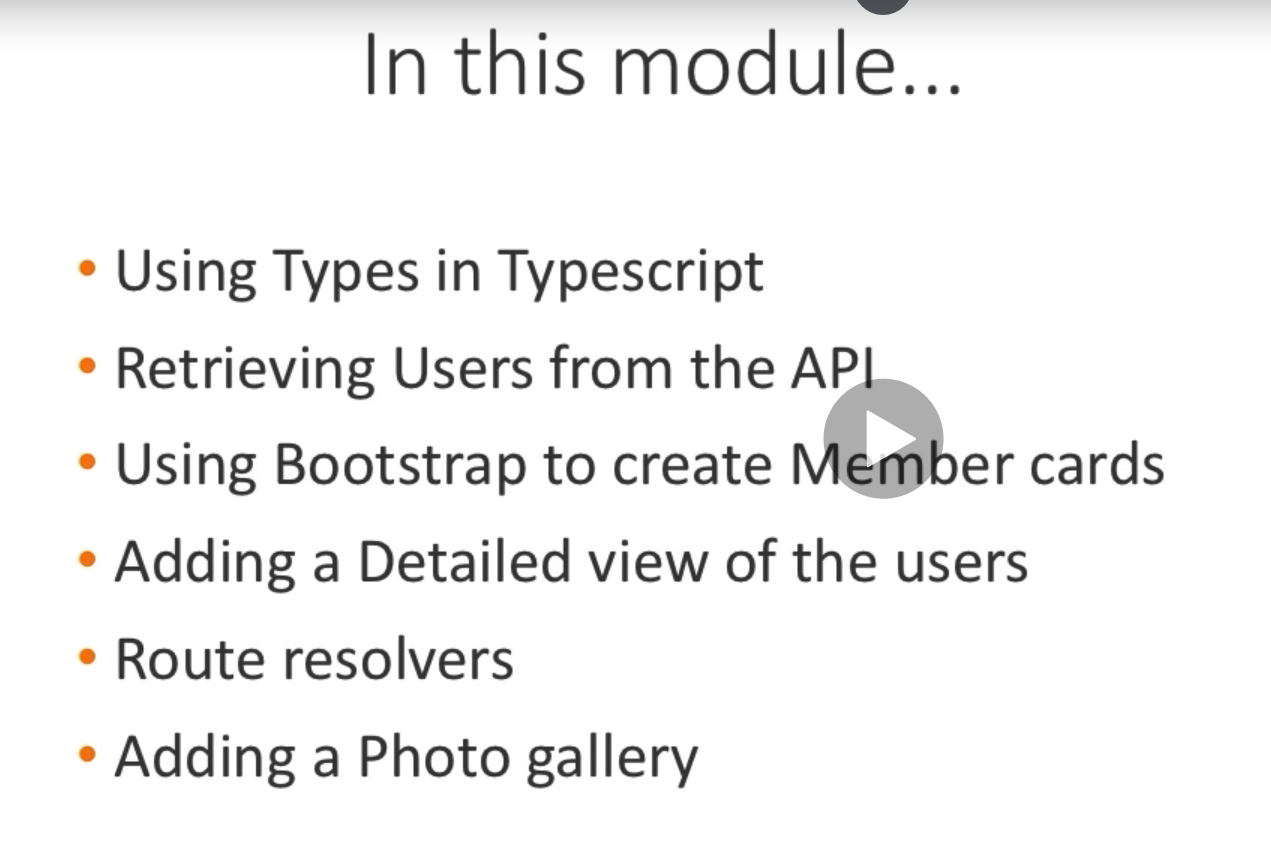 In this module...
• Using Types in Typescript
• Retrieving Users from the API
• Using Bootstrap to create Member cards
• Adding a Detailed view of the users
• Route resolvers
• Adding a Photo gallery